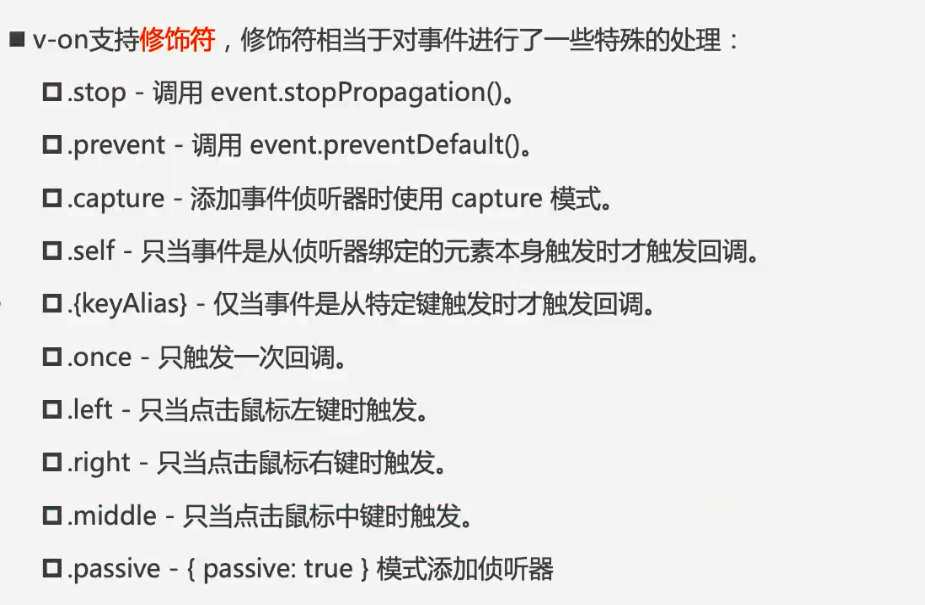 ■ v-on支持修饰符，修饰符相当于对事件进行了一些特殊的处理：
.stop - 调用 event.stopPropagation()。
.prevent - 调用 event.preventDefault()。
.capture - 添加事件侦听器时使用 capture 模式。
.self - 只当事件是从侦听器绑定的元素本身触发时才触发回调。
.{keyAlias} - 仅当事件是从特定键触发时才触发回调。
.once - 只触发一次回调。
.left - 只当点击鼠标左键时触发。
.right - 只当点击鼠标右键时触发。
.middle - 只当点击鼠标中键时触发。
.passive - { passive: true } 模式添加侦听器